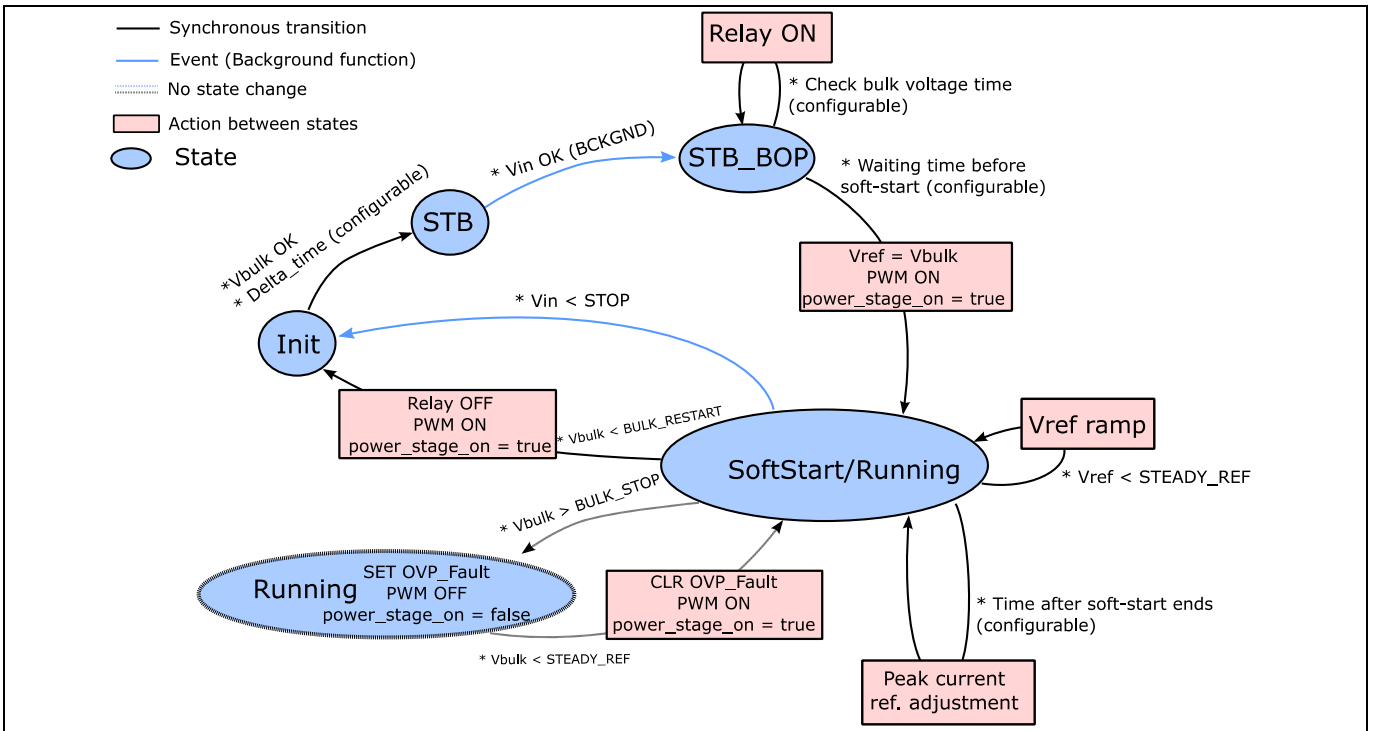 Synchronous transition
Event (Background function)
No state change
Action between states
State
Relay ON
* Check bulk voltage time
(configurable)
STB_BOP
* Vin OK (BCKGND)
* Waiting time before
soft-start (configurable)
STB
*Vbulk OK
* Delta_time (configurable)
Vref = Vbulk
PWM ON
power_stage_on = true
* Vin < STOP
Init
Relay OFF
PWM ON
power_stage_on = true
* Vbulk < BULK_RESTART
Vref ramp
SoftStart/Running
* Vref < STEADY_REF
* Vbulk > BULK_STOP
Running
SET OVP_Fault
PWM OFF
power_stage_on = false
CLR OVP_Fault
PWM ON
power_stage_on = true
* Time after soft-start ends
(configurable)
* Vbulk < STEADY_REF
Peak current
ref. adjustment